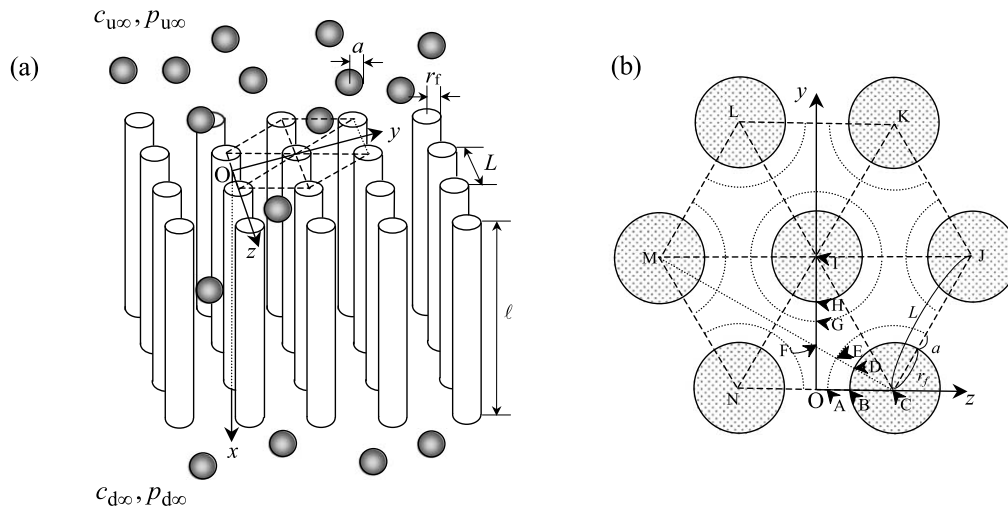 c_u∞, p_u∞
(a)
a
r_f
y
O
L
z
ℓ
x
c_d∞, p_d∞
(b)
y
L
K
M
I
J
H
G
L
F
E
D
a
r_f
N
O
A
B
C
z